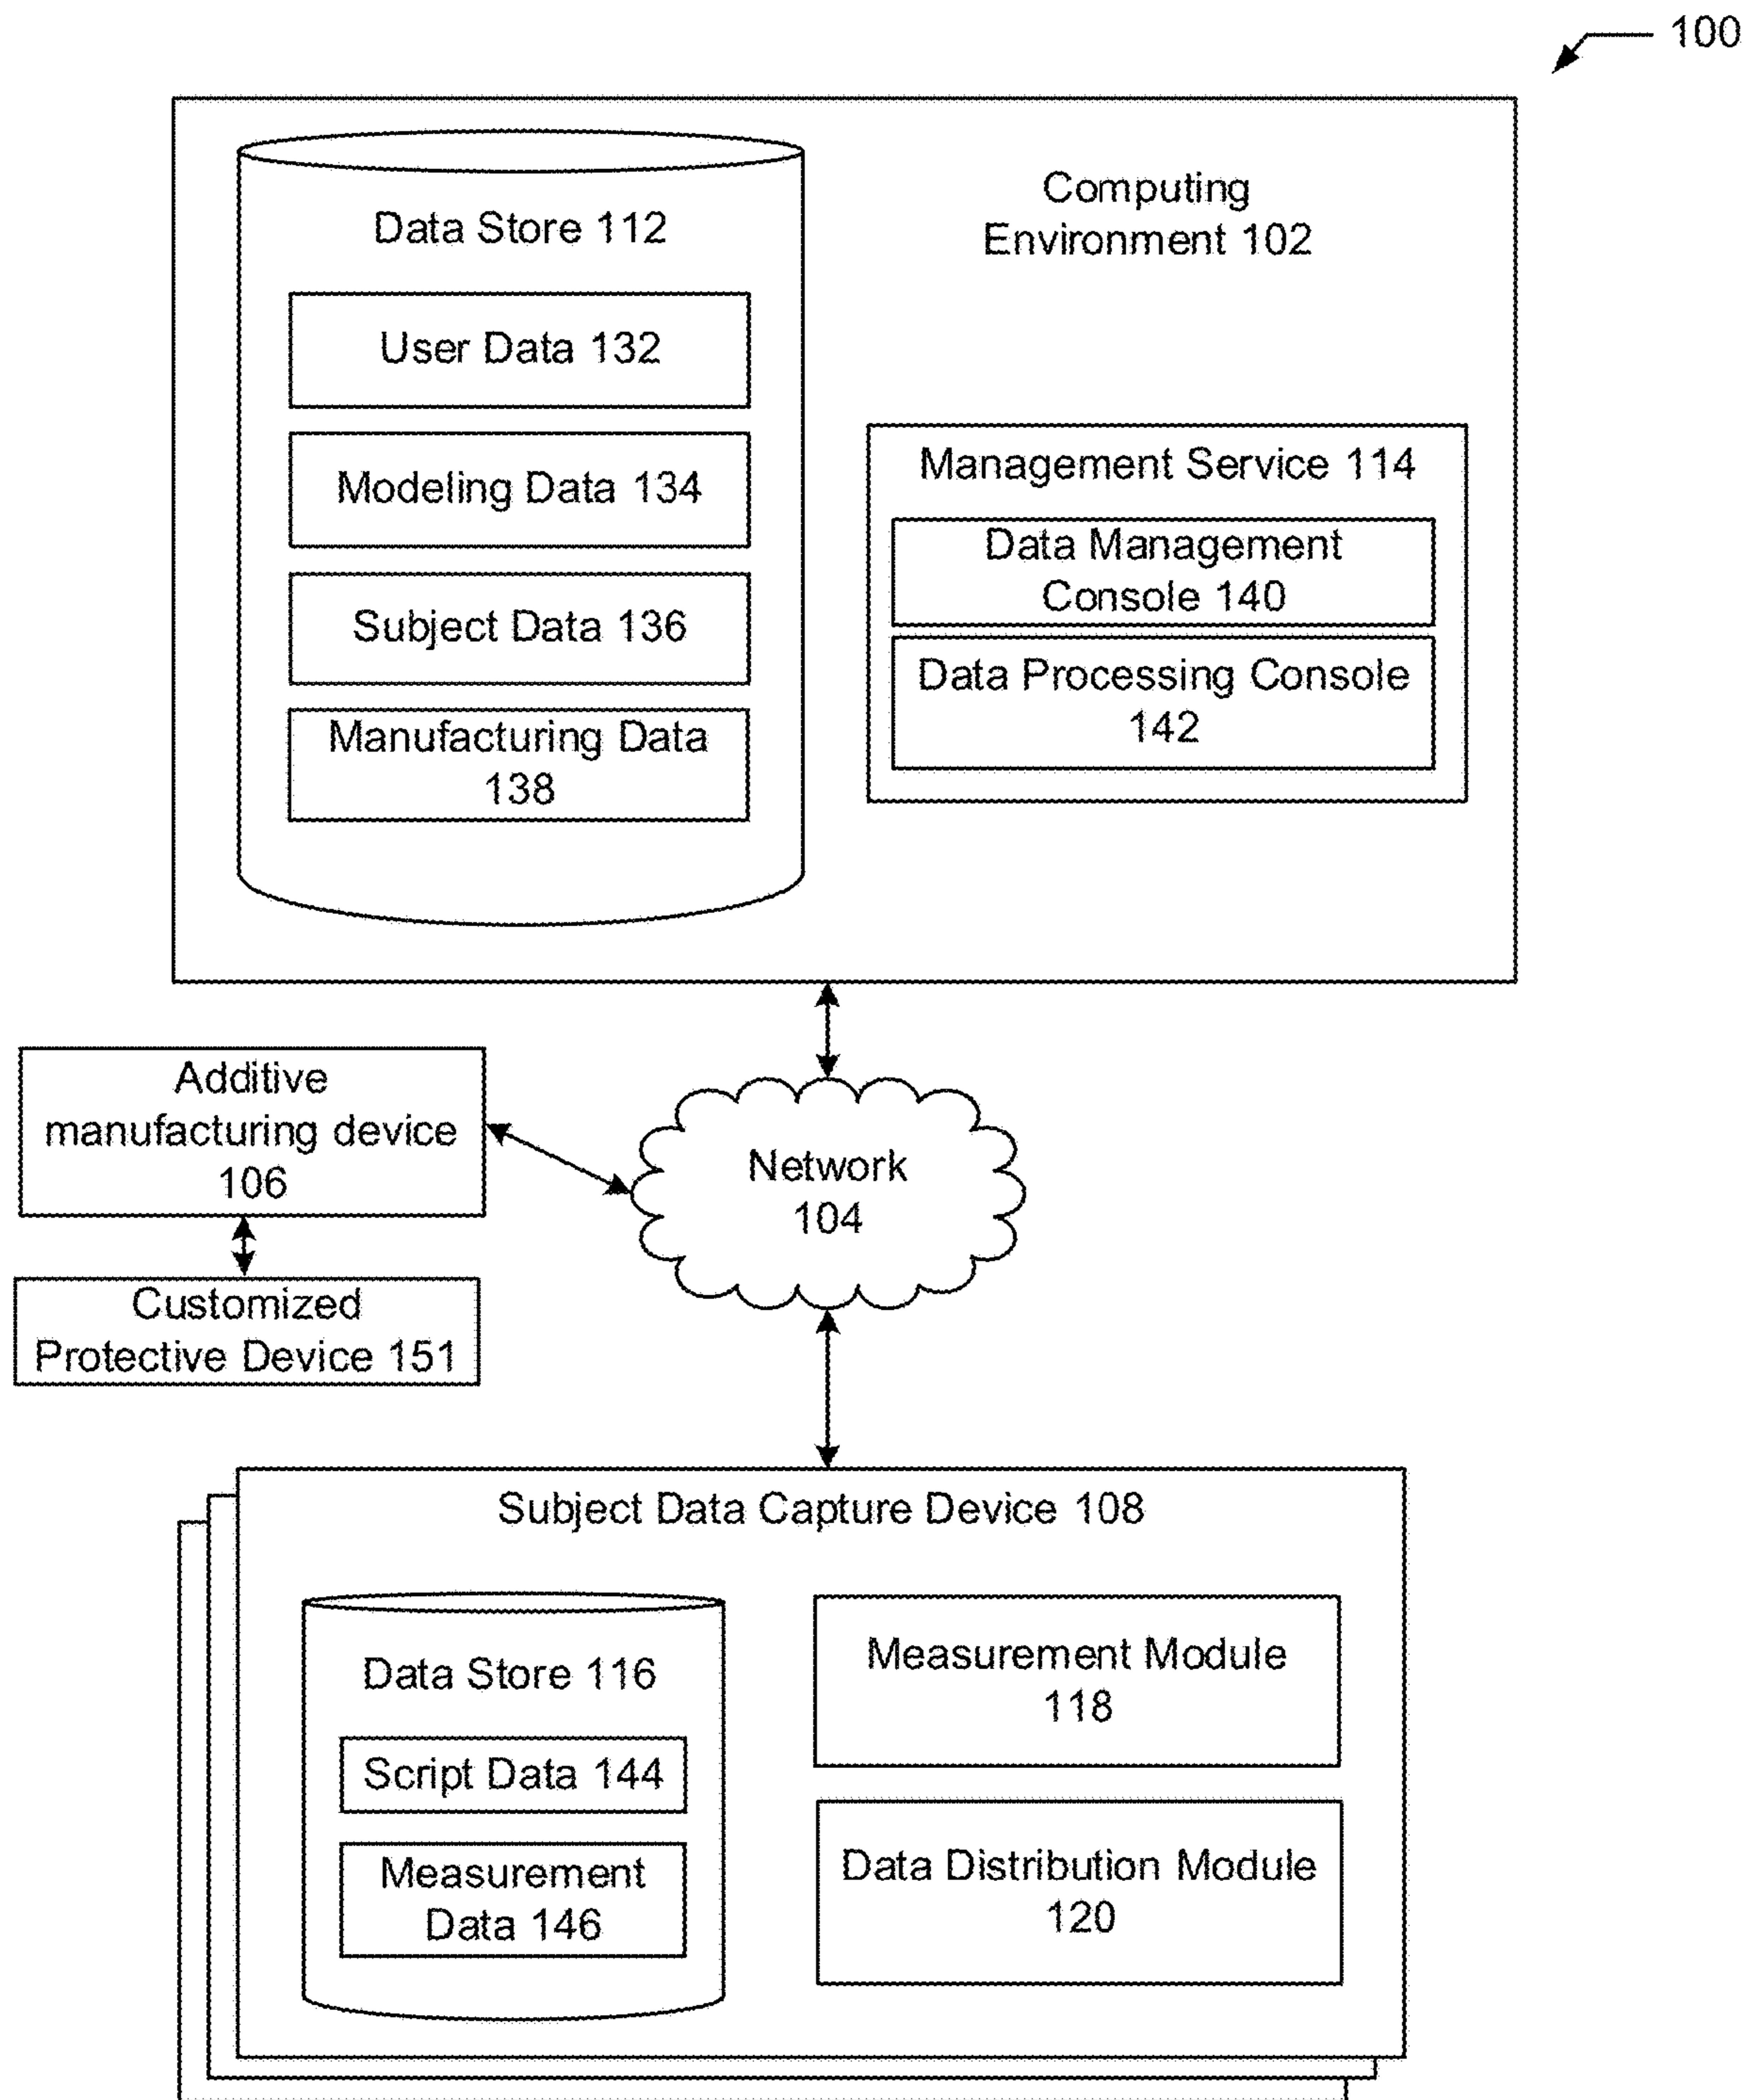 100
Computing
Environment 102
Data Store 112
User Data 132
Modeling Data 134
Subject Data 136
Manufacturing Data
138
Management Service 114
Data Management
Console 140
Data Processing Console
142
Additive
manufacturing device
106
Network
104
Customized
Protective Device 151
Subject Data Capture Device 108
Data Store 116
Script Data 144
Measurement
Data 146
Measurement Module
118
Data Distribution Module
120